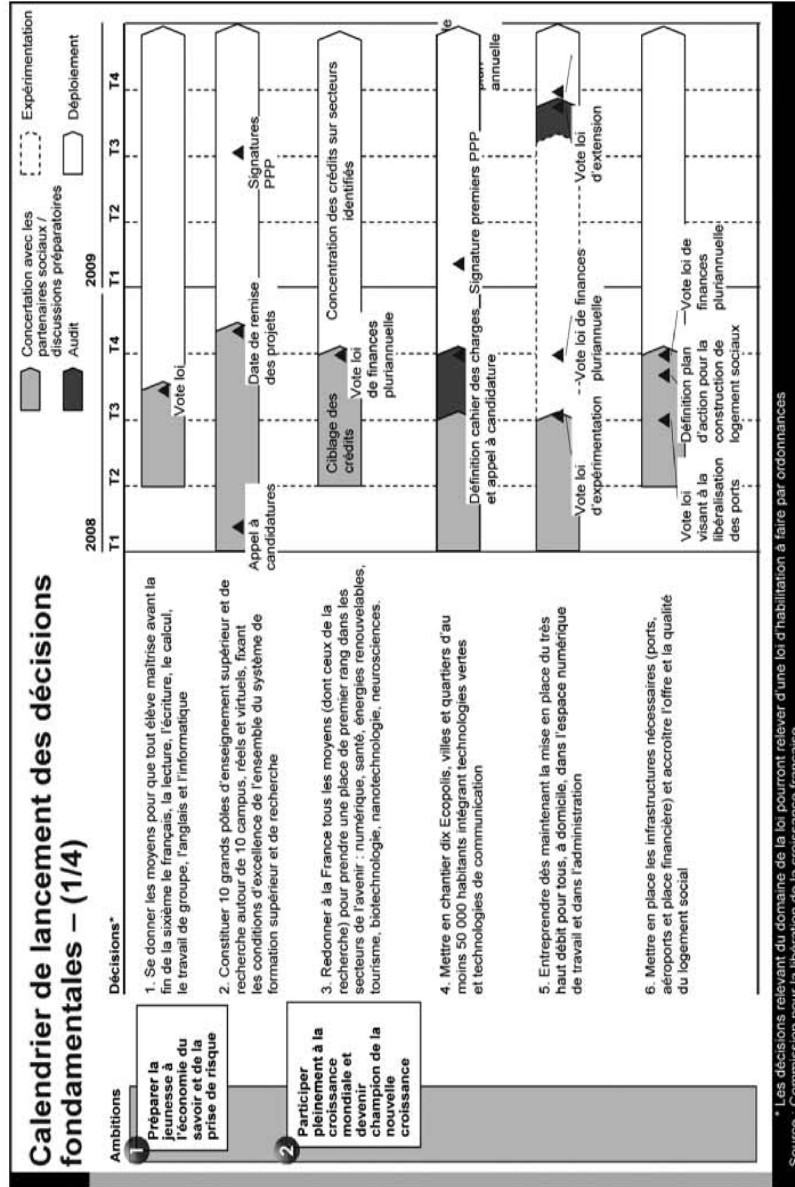 Calendrier de lancement des décisions
fondamentales – (1/4)
Concertation avec les
partenaires sociaux /
discussions préparatoires
Audit
Expérimentation
Déploiement
Ambitions
Décisions*
2008
2009
T1
T2
T3
T4
T1
T2
T3
T4
1
Préparer la
jeunesse à
l'économie du
savoir et de la
prise de risque
1. Se donner les moyens pour que tout élève maîtrise avant la
fin de la sixième le français, la lecture, l'écriture, le calcul,
le travail de groupe, l'anglais et l'informatique
Vote loi
2. Constituer 10 grands pôles d'enseignement supérieur et de
recherche autour de 10 campus, réels et virtuels, fixant
les conditions d'excellence de l'ensemble du système de
formation supérieur et de recherche
Appel à
candidatures
Date de remise
des projets
Signatures
PPP
2
Participer
pleinement à la
croissance
mondiale et
devenir
champion de la
nouvelle
croissance
3. Redonner à la France tous les moyens (dont ceux de la
recherche) pour prendre une place de premier rang dans les
secteurs de l'avenir : numérique, santé, énergies renouvelables,
tourisme, biotechnologie, nanotechnologie, neurosciences.
Ciblage des
crédits
Vote loi
de finances
pluriannuelle
Concentration des crédits sur secteurs
identifiés
4. Mettre en chantier dix Ecopolis, villes et quartiers d'au
moins 50 000 habitants intégrant technologies vertes
et technologies de communication
Définition cahier des charges
et appel à candidature
Signature premiers PPP
annuelle
5. Entreprendre dès maintenant la mise en place du très
haut débit pour tous, à domicile, dans l'espace numérique
de travail et dans l'administration
Vote loi
d'expérimentation
Vote loi de finances
pluriannuelle
Vote loi
d'extension
6. Mettre en place les infrastructures nécessaires (ports,
aéroports et place financière) et accroître l'offre et la qualité
du logement social
Vote loi
visant à la
libéralisation
des ports
Définition plan
d'action pour la
construction de
logement sociaux
Vote loi de
finances
pluriannuelle
* Les décisions relevant du domaine de la loi pourront relever d'une loi d'habilitation à faire par ordonnances
Source : Commission pour la libération de la croissance française